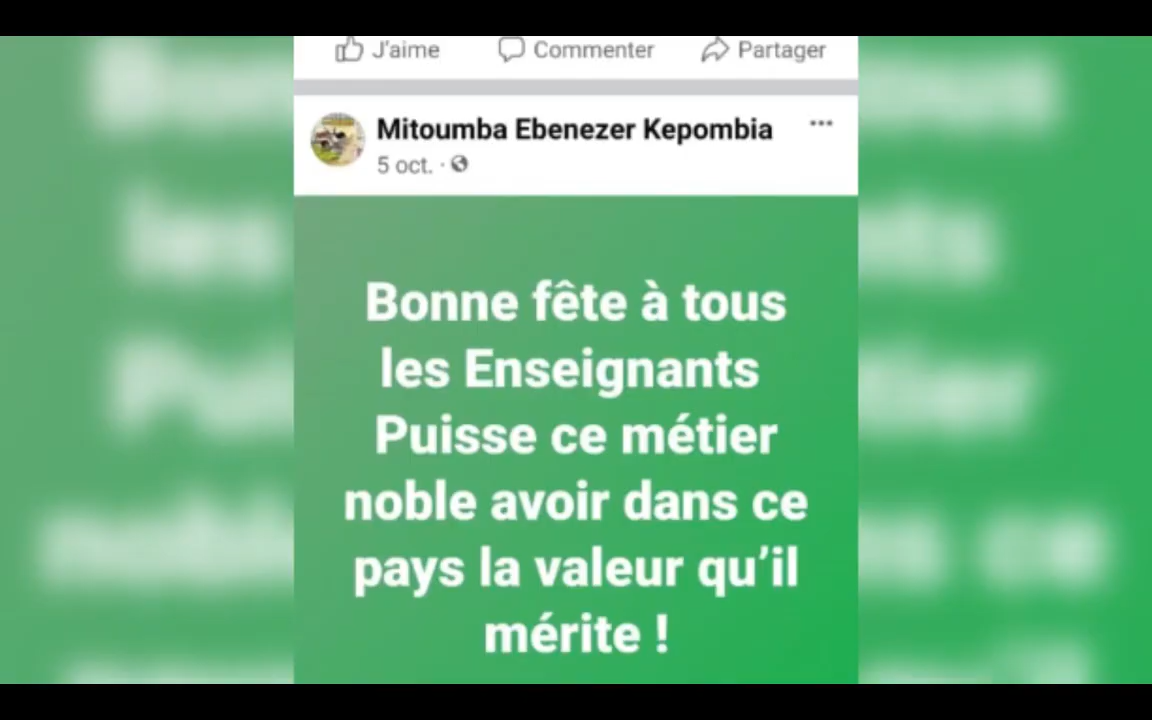 J'aime Commenter Partager
Mitoumba Ebenezer Kepombia
5 oct. ·
Bonne fête à tous
les Enseignants
Puisse ce métier
noble avoir dans ce
pays la valeur qu’il
mérite !